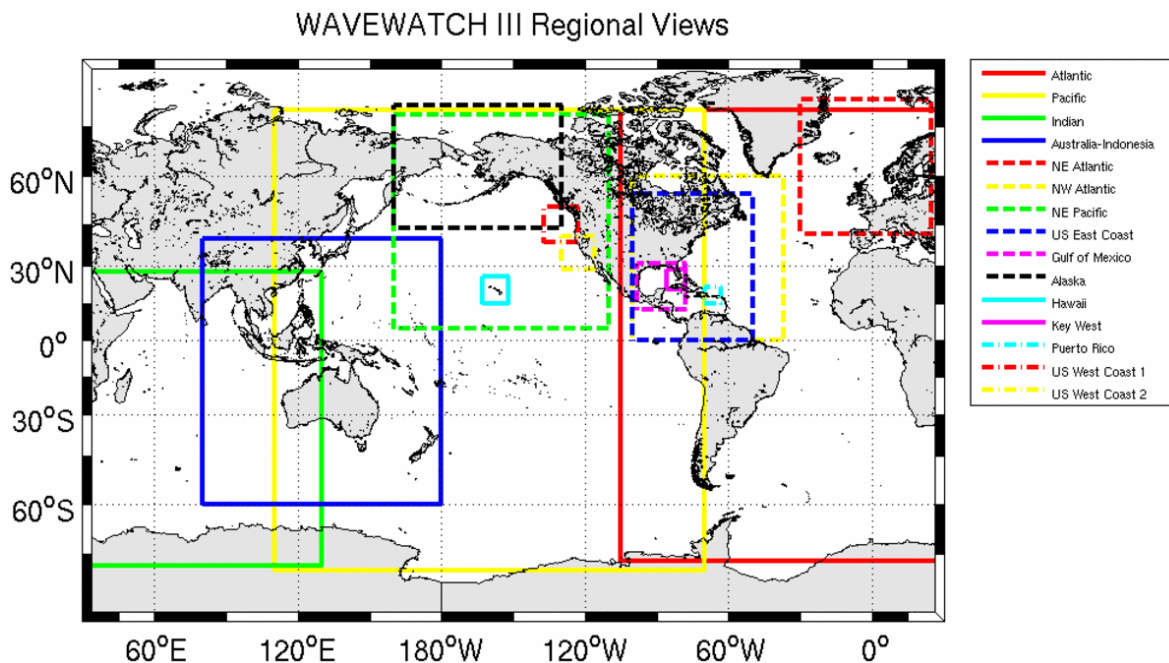 WAVEWATCH III Regional Views
Atlantic
Pacific
Indian
Australia-Indonesia
NE Atlantic
NW Atlantic
NE Pacific
US East Coast
Gulf of Mexico
Alaska
Hawaii
Key West
Puerto Rico
US West Coast 1
US West Coast 2
60°N
30°N
0°
30°S
60°S
60°E 120°E 180°W 120°W 60°W 0°